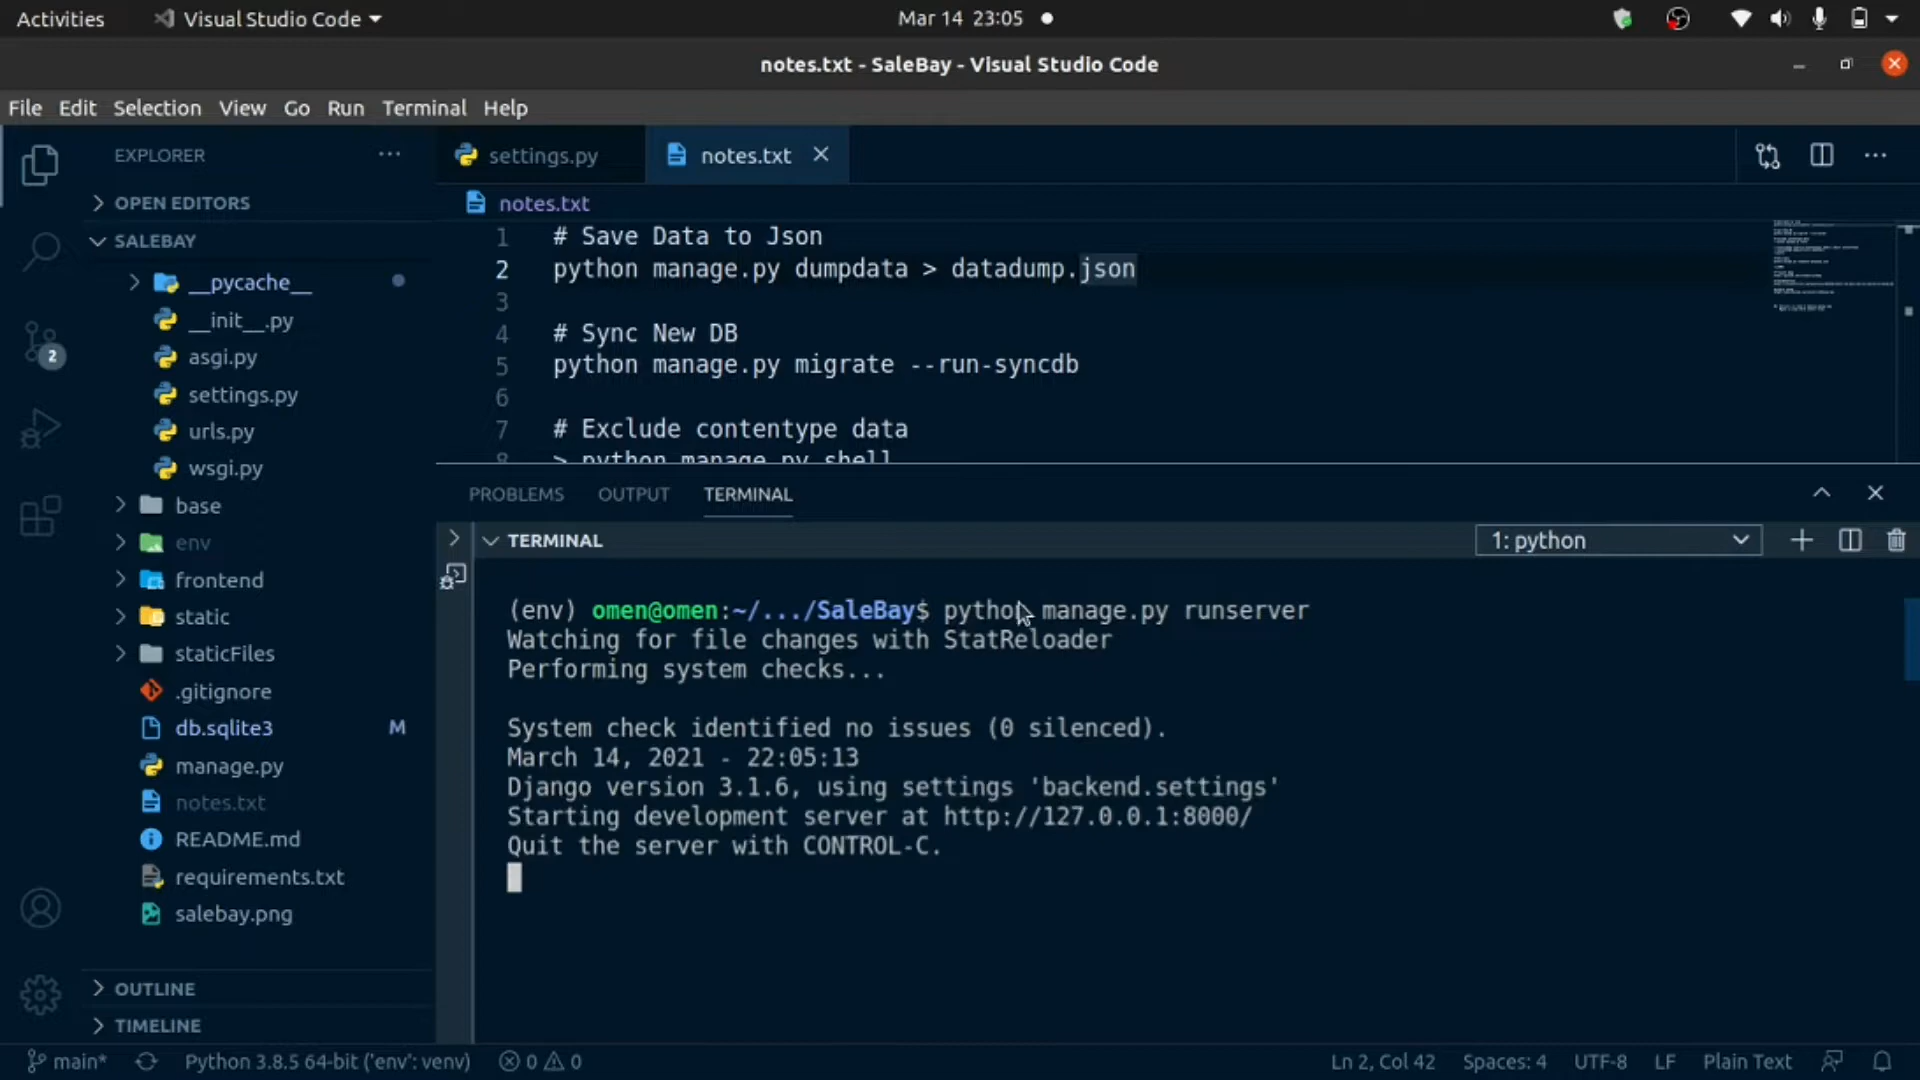 Activities
Visual Studio Code
Mar 14 23:05
notes.txt - SaleBay - Visual Studio Code
File Edit Selection View Go Run Terminal Help
EXPLORER
OPEN EDITORS
SALEBAY
__pycache__
__init__.py
asgi.py
settings.py
urls.py
wsgi.py
base
env
frontend
static
staticFiles
.gitignore
db.sqlite3 M
manage.py
notes.txt
README.md
requirements.txt
salebay.png
OUTLINE
TIMELINE
2
settings.py
notes.txt
notes.txt
1 # Save Data to Json
2 python manage.py dumpdata > datadump.json
3
4 # Sync New DB
5 python manage.py migrate --run-syncdb
6
7 # Exclude contentype data
8 > python manage.py shell
PROBLEMS OUTPUT TERMINAL
TERMINAL
1: python
(env) omen@omen:~/.../SaleBay$ python manage.py runserver
Watching for file changes with StatReloader
Performing system checks...
System check identified no issues (0 silenced).
March 14, 2021 - 22:05:13
Django version 3.1.6, using settings 'backend.settings'
Starting development server at http://127.0.0.1:8000/
Quit the server with CONTROL-C.
main* Python 3.8.5 64-bit ('env': venv) 0 0 Ln 2, Col 42 Spaces: 4 UTF-8 LF Plain Text